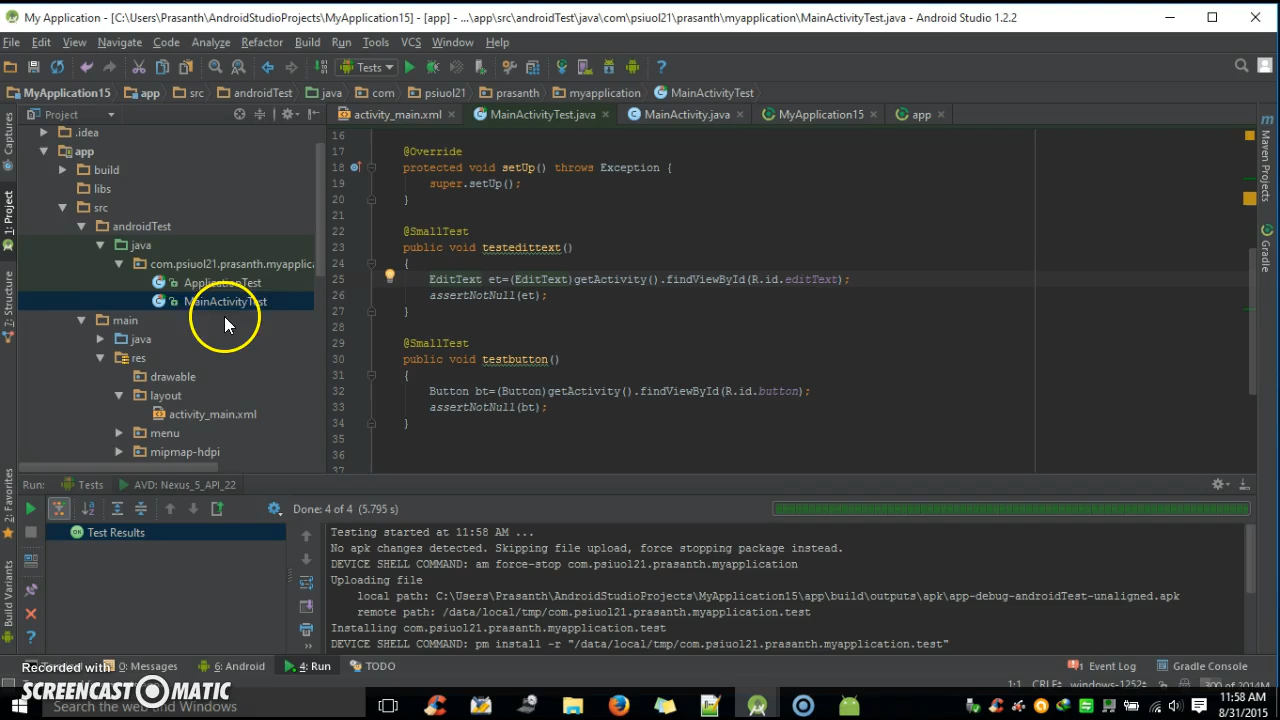 My Application - [C:\Users\Prasanth\AndroidStudioProjects\MyApplication15] - [app] - ...\app\src\androidTest\java\com\psiuol21\prasanth\myapplication\MainActivityTest.java - Android Studio 1.2.2
File Edit View Navigate Code Analyze Refactor Build Run Tools VCS Window Help
Tests
MyApplication15 app src androidTest java com psiuol21 prasanth myapplication MainActivityTest
Captures
1: Project
7: Structure
2: Favorites
Build Variants
Project
activity_main.xml MainActivityTest.java MainActivity.java MyApplication15 app
.idea
app
build
libs
src
androidTest
java
com.psiuol21.prasanth.myapplica
ApplicationTest
MainActivityTest
main
java
res
drawable
layout
activity_main.xml
menu
mipmap-hdpi
16
17 @Override
18 protected void setUp() throws Exception {
19 super.setUp();
20 }
21
22 @SmallTest
23 public void testedittext()
24 {
25 EditText et=(EditText)getActivity().findViewById(R.id.editText);
26 assertNotNull(et);
27 }
28
29 @SmallTest
30 public void testbutton()
31 {
32 Button bt=(Button)getActivity().findViewById(R.id.button);
33 assertNotNull(bt);
34 }
35
36
37
Maven Projects
Gradle
Run: Tests AVD: Nexus_5_API_22
Done: 4 of 4 (5.795 s)
OK Test Results
Testing started at 11:58 AM ...
No apk changes detected. Skipping file upload, force stopping package instead.
DEVICE SHELL COMMAND: am force-stop com.psiuol21.prasanth.myapplication
Uploading file
local path: C:\Users\Prasanth\AndroidStudioProjects\MyApplication15\app\build\outputs\apk\app-debug-androidTest-unaligned.apk
remote path: /data/local/tmp/com.psiuol21.prasanth.myapplication.test
Installing com.psiuol21.prasanth.myapplication.test
DEVICE SHELL COMMAND: pm install -r "/data/local/tmp/com.psiuol21.prasanth.myapplication.test"
0: Messages 6: Android 4: Run TODO Event Log Gradle Console
1:1 CRLF windows-1252 300 of 2014M
Recorded with
SCREENCAST MATIC
Search the web and Windows
11:58 AM
8/31/2015